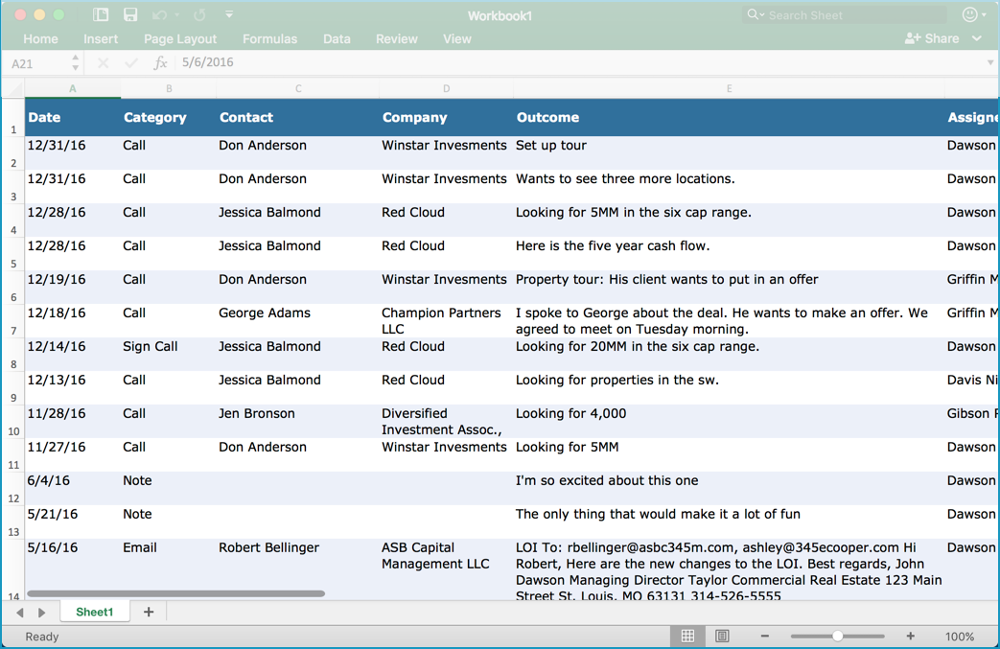 Workbook1
Search Sheet
Home Insert Page Layout Formulas Data Review View Share
A21 fx 5/6/2016
A B C D E
1 Date Category Contact Company Outcome Assigne
2 12/31/16 Call Don Anderson Winstar Invesments Set up tour Dawson
3 12/31/16 Call Don Anderson Winstar Invesments Wants to see three more locations. Dawson
4 12/28/16 Call Jessica Balmond Red Cloud Looking for 5MM in the six cap range. Dawson
5 12/28/16 Call Jessica Balmond Red Cloud Here is the five year cash flow. Dawson
6 12/19/16 Call Don Anderson Winstar Invesments Property tour: His client wants to put in an offer Griffin M
7 12/18/16 Call George Adams Champion Partners I spoke to George about the deal. He wants to make an offer. We Griffin M
LLC agreed to meet on Tuesday morning.
8 12/14/16 Sign Call Jessica Balmond Red Cloud Looking for 20MM in the six cap range. Dawson
9 12/13/16 Call Jessica Balmond Red Cloud Looking for properties in the sw. Davis Ni
10 11/28/16 Call Jen Bronson Diversified Looking for 4,000 Gibson
Investment Assoc.,
11 11/27/16 Call Don Anderson Winstar Invesments Looking for 5MM Dawson
12 6/4/16 Note I'm so excited about this one Dawson
13 5/21/16 Note The only thing that would make it a lot of fun Dawson
14 5/16/16 Email Robert Bellinger ASB Capital LOI To: rbellinger@asbc345m.com, ashley@345ecooper.com Hi Dawson
Management LLC Robert, Here are the new changes to the LOI. Best regards, John
Dawson Managing Director Taylor Commercial Real Estate 123 Main
Street St. Louis, MO 63131 314-526-5555
Sheet1
Ready 100%